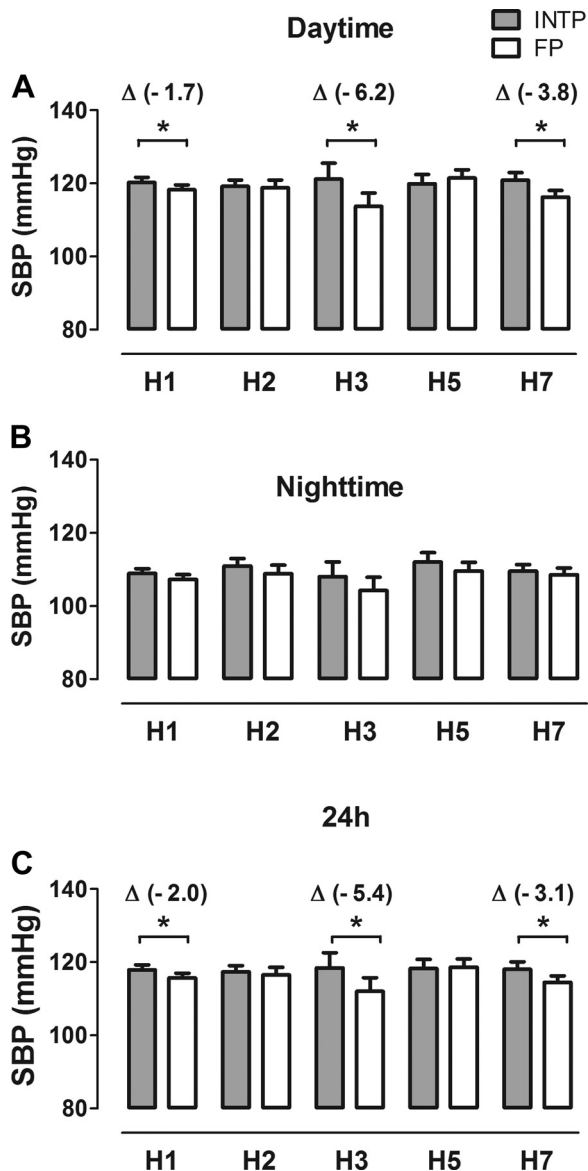 Daytime
INTP
FP
A
Δ (- 1.7) Δ (- 6.2) Δ (- 3.8)
* * *
SBP (mmHg)
140
120
100
80
H1 H2 H3 H5 H7
B
Nighttime
SBP (mmHg)
140
120
100
80
H1 H2 H3 H5 H7
24h
C
Δ (- 2.0) Δ (- 5.4) Δ (- 3.1)
* * *
SBP (mmHg)
140
120
100
80
H1 H2 H3 H5 H7